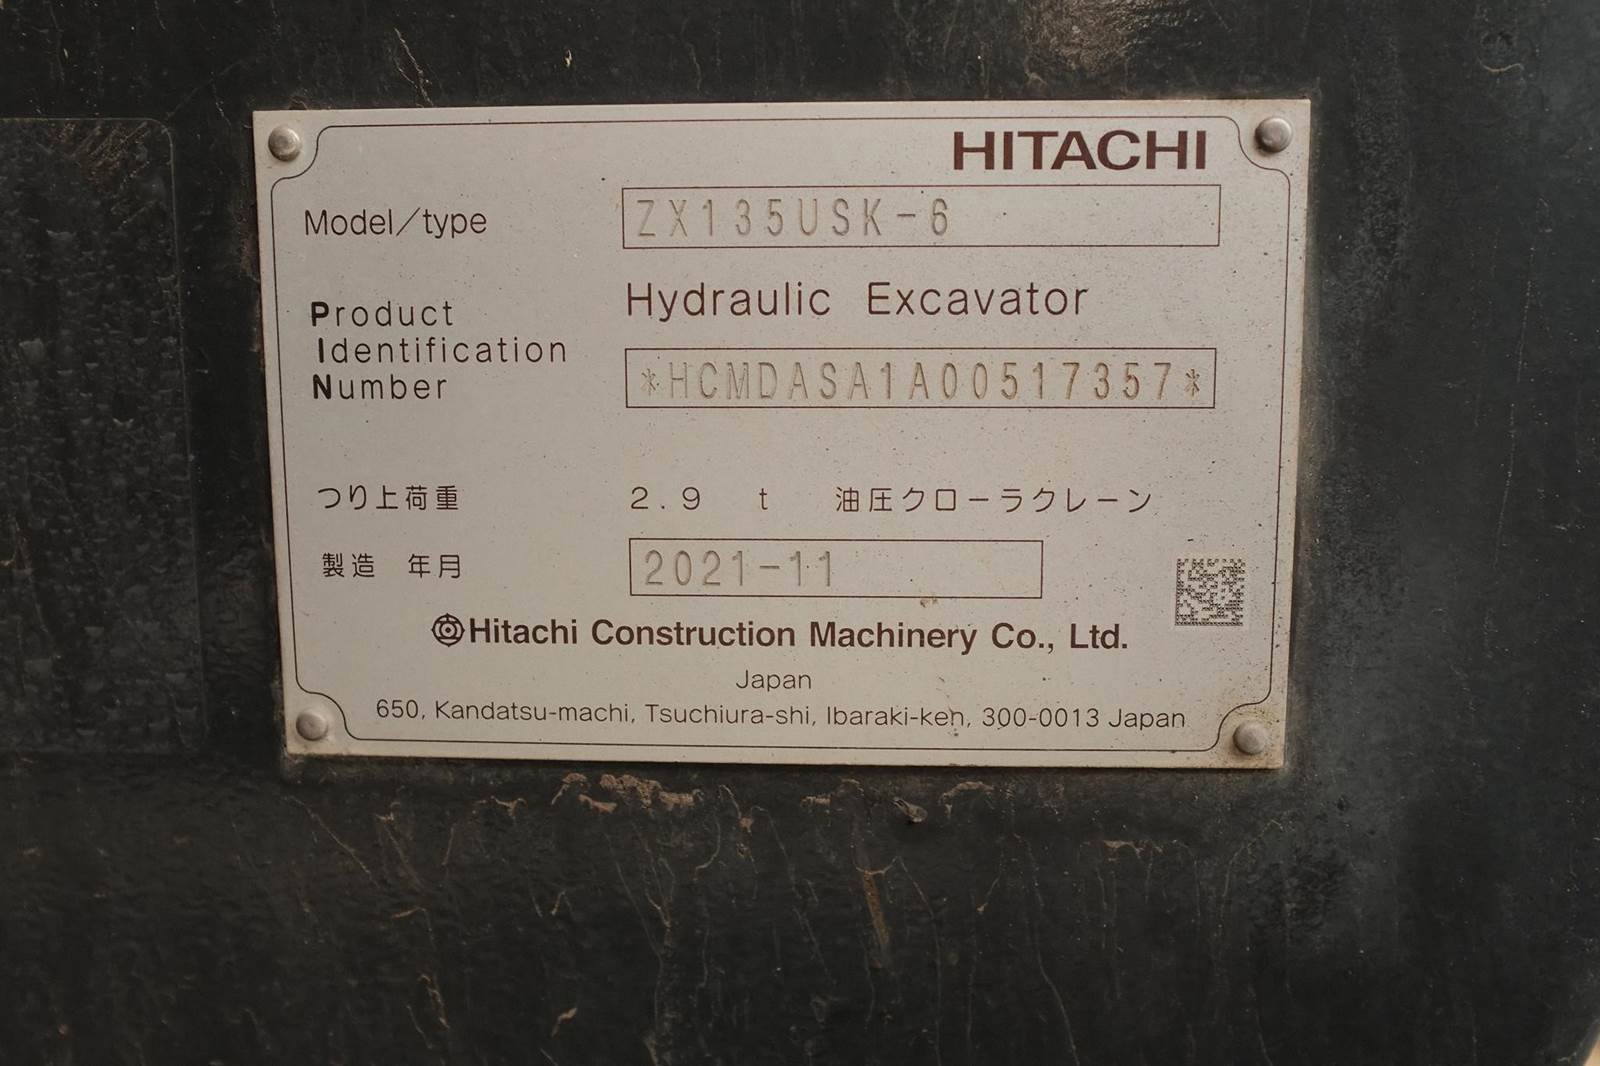 HITACHI
Model/type ZX135USK-6
Hydraulic Excavator
Product
Identification
Number
*HCMDASA1A00517357*
つり上荷重 2.9 t 油圧クローラクレーン
製造 年月 2021-11
Hitachi Construction Machinery Co., Ltd.
Japan
650, Kandatsu-machi, Tsuchiura-shi, Ibaraki-ken, 300-0013 Japan